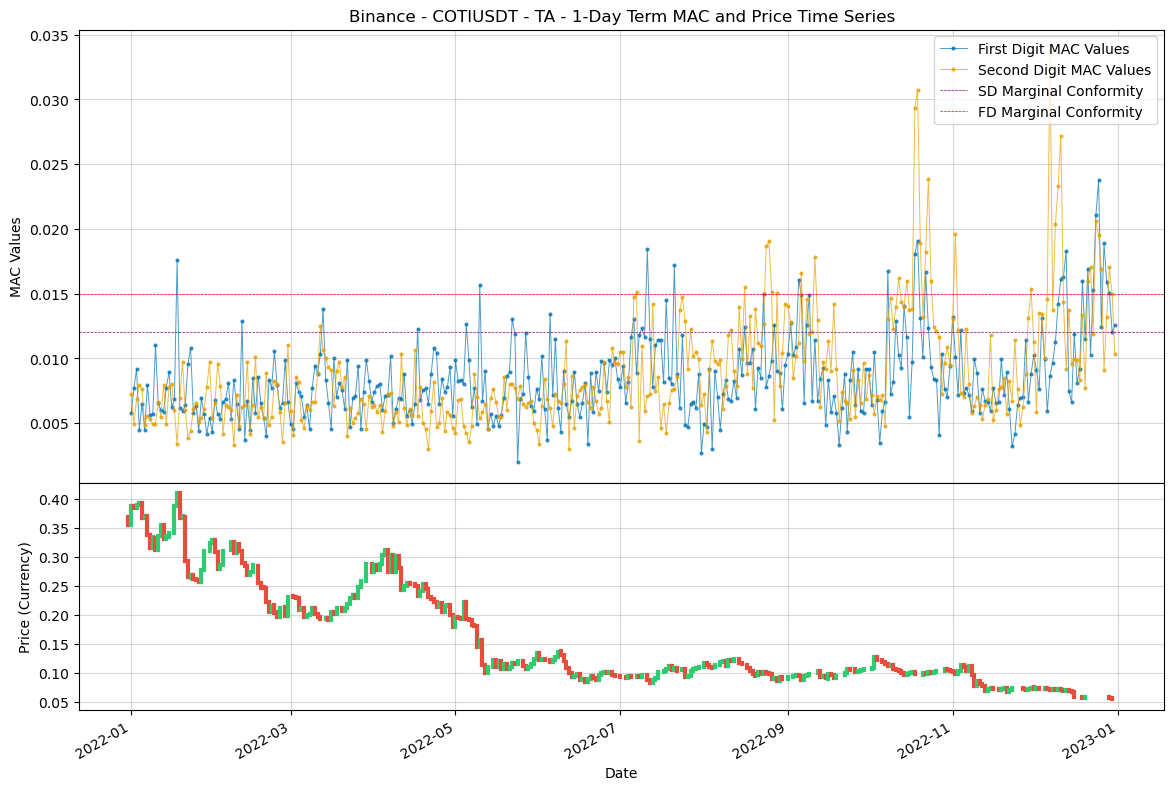 Binance - COTIUSDT - TA - 1-Day Term MAC and Price Time Series
First Digit MAC Values
Second Digit MAC Values
SD Marginal Conformity
FD Marginal Conformity
MAC Values
0.035
0.030
0.025
0.020
0.015
0.010
0.005
Price (Currency)
0.40
0.35
0.30
0.25
0.20
0.15
0.10
0.05
2022-01
2022-03
2022-05
2022-07
2022-09
2022-11
2023-01
Date